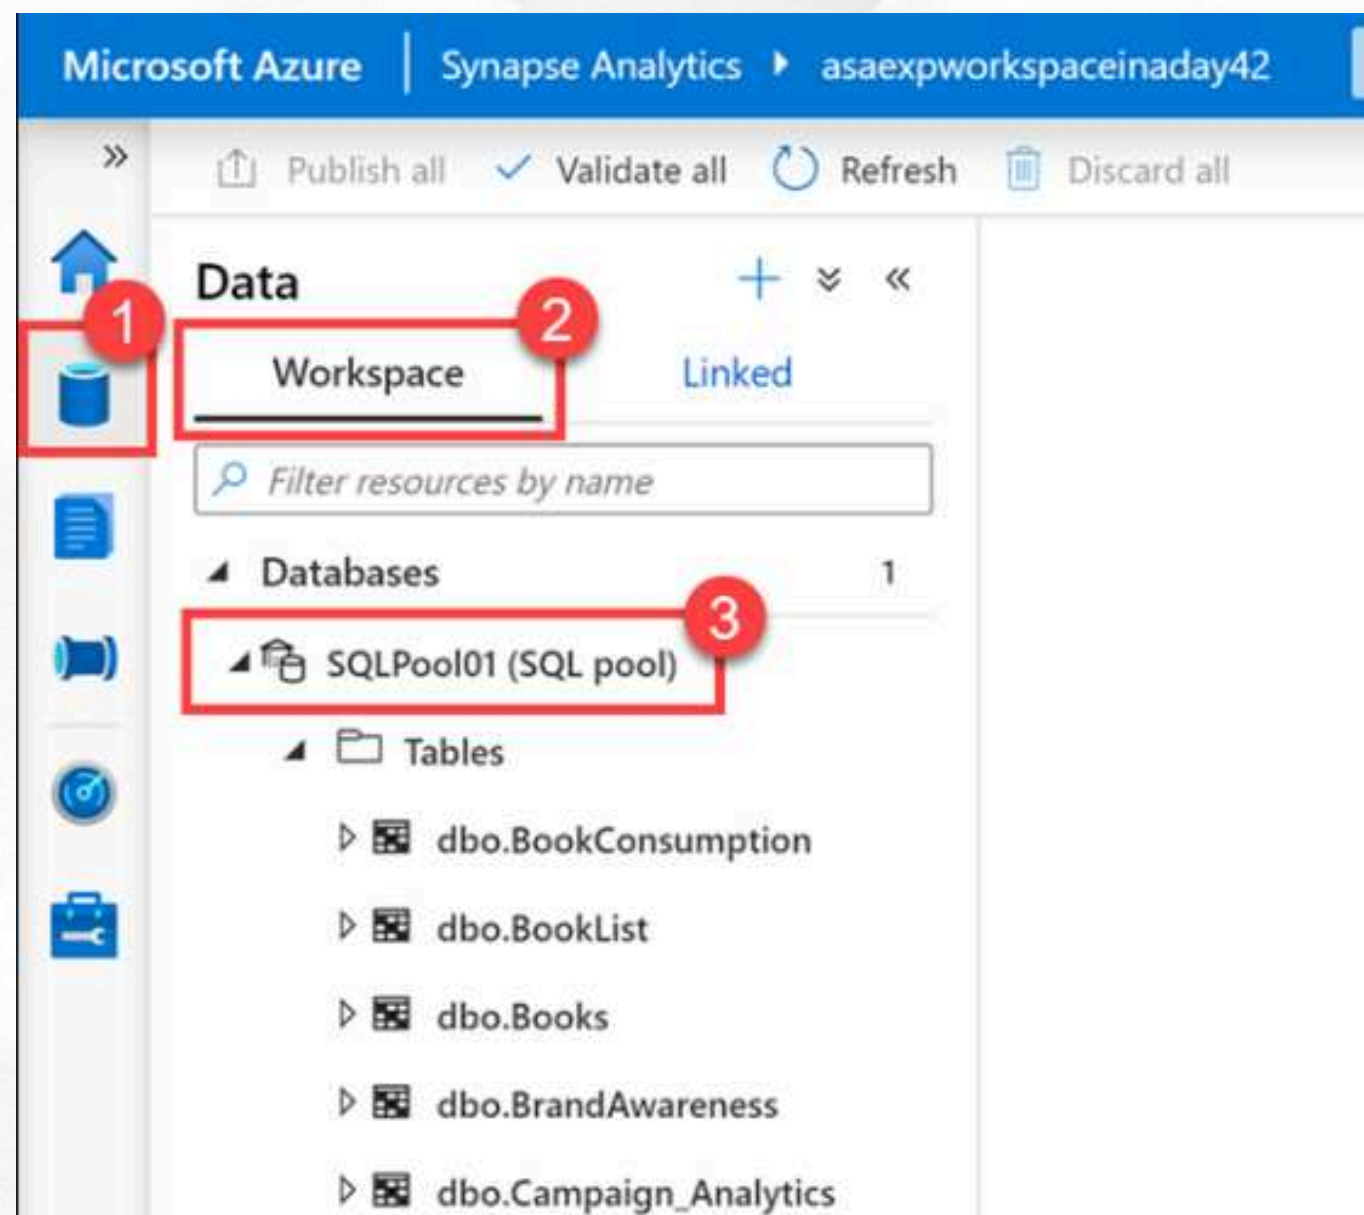 Microsoft Azure | Synapse Analytics ▸ asaexpworkspaceinaday42
» Publish all Validate all Refresh Discard all
Data + « 
1
2
Workspace Linked
Filter resources by name
Databases 1
3
SQLPool01 (SQL pool)
Tables
dbo.BookConsumption
dbo.BookList
dbo.Books
dbo.BrandAwareness
dbo.Campaign_Analytics